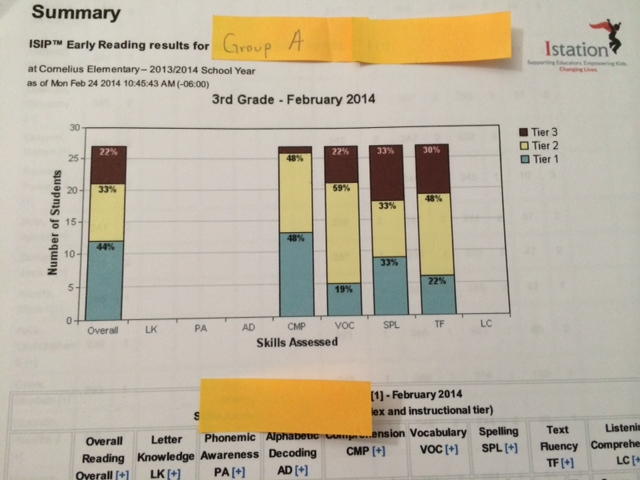 Summary
ISIP™ Early Reading results for Group A
at Cornelius Elementary – 2013/2014 School Year
as of Mon Feb 24 2014 10:45:43 AM (-06:00)
Istation
Supporting Educators. Empowering Kids.
Changing Lives.
3rd Grade - February 2014
Number of Students
30
25
20
15
10
5
0
22%
33%
44%
48%
48%
22%
59%
19%
33%
33%
33%
30%
48%
22%
Tier 3
Tier 2
Tier 1
Overall LK PA AD CMP VOC SPL TF LC
Skills Assessed
[1] - February 2014
S ex and instructional tier)
Overall Reading Overall [+]
Letter Knowledge LK [+]
Phonemic Awareness PA [+]
Alphabetic Decoding AD [+]
Comprehension CMP [+]
Vocabulary VOC [+]
Spelling SPL [+]
Text Fluency TF [+]
Listeni Comprehe LC [+